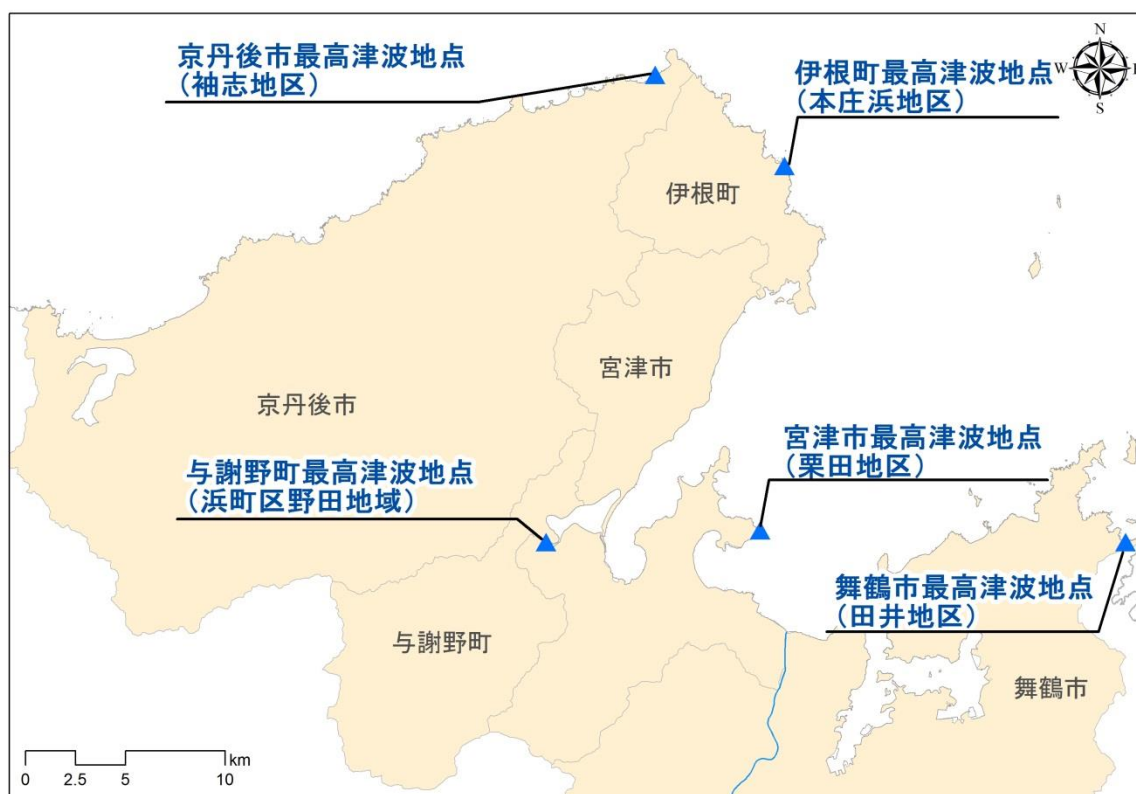 京丹後市最高津波地点
(袖志地区)
伊根町最高津波地点
(本庄浜地区)
N
W
E
S
伊根町
宮津市
京丹後市
宮津市最高津波地点
(栗田地区)
与謝野町最高津波地点
(浜町区野田地域)
舞鶴市最高津波地点
(田井地区)
与謝野町
舞鶴市
km
0 2.5 5 10